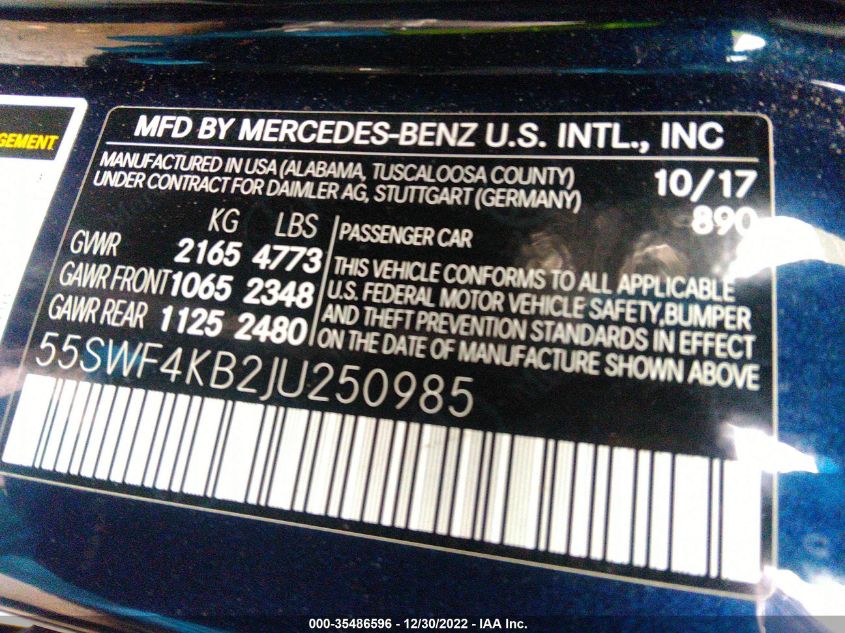 GEMENT
MFD BY MERCEDES-BENZ U.S. INTL., INC
MANUFACTURED IN USA (ALABAMA, TUSCALOOSA COUNTY)
UNDER CONTRACT FOR DAIMLER AG, STUTTGART (GERMANY)
10/17
890
KG LBS
GVWR 2165 4773
GAWR FRONT 1065 2348
GAWR REAR 1125 2480
PASSENGER CAR
THIS VEHICLE CONFORMS TO ALL APPLICABLE
U.S. FEDERAL MOTOR VEHICLE SAFETY, BUMPER
AND THEFT PREVENTION STANDARDS IN EFFECT
ON THE DATE OF MANUFACTURE SHOWN ABOVE
55SWF4KB2JU250985
000-35486596 - 12/30/2022 - IAA Inc.